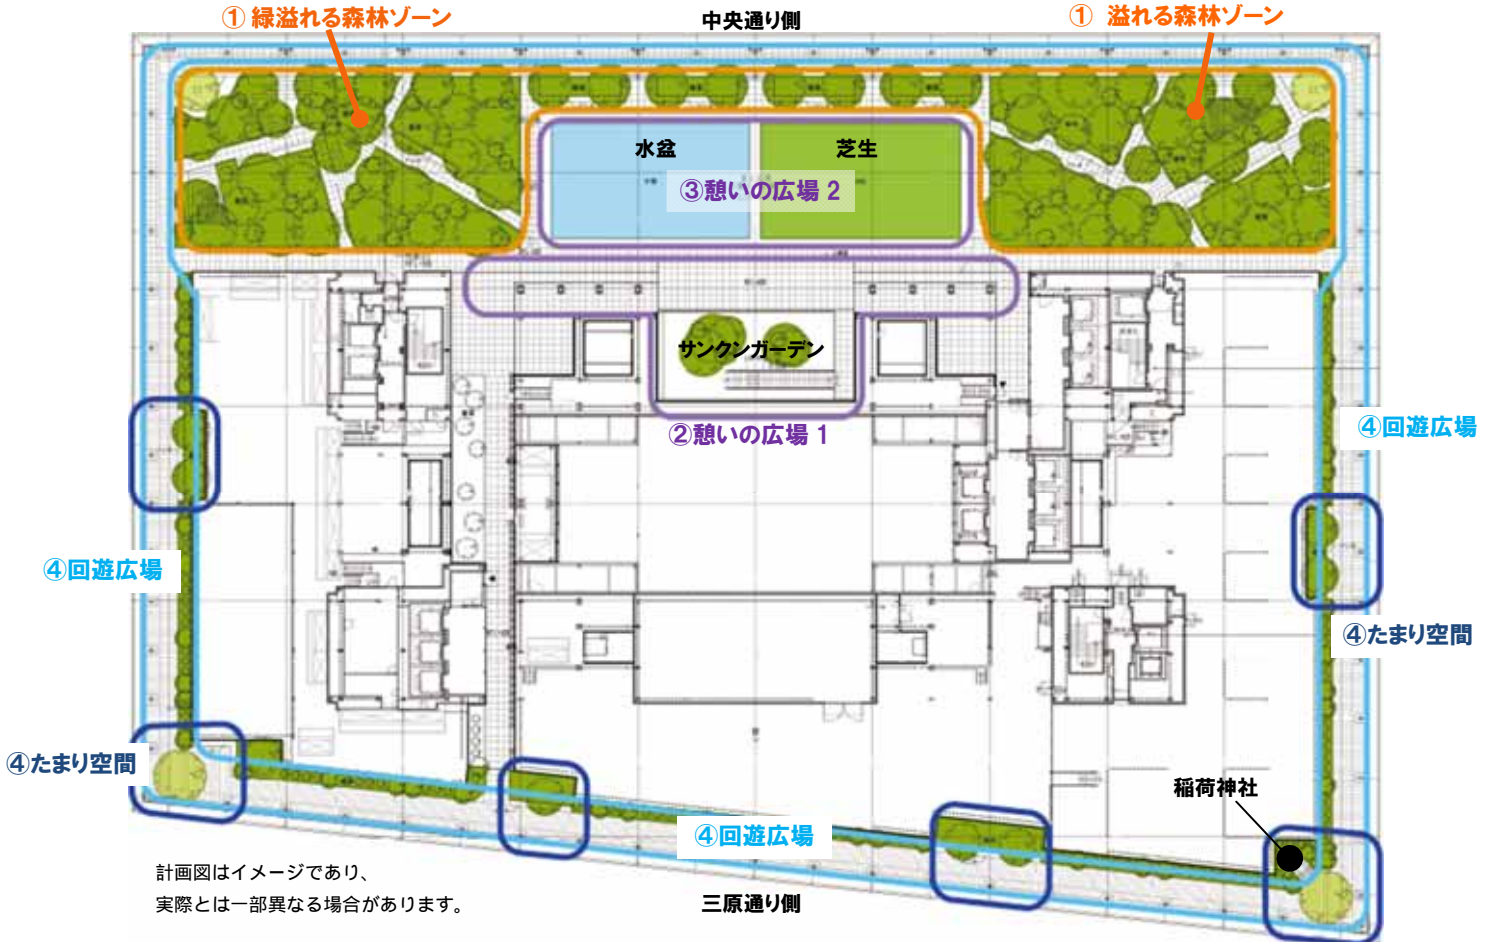 ① 緑溢れる森林ゾーン
中央通り側
① 溢れる森林ゾーン
水盆
芝生
③憩いの広場 2
サンクンガーデン
②憩いの広場 1
④回遊広場
④回遊広場
④たまり空間
④たまり空間
稲荷神社
④回遊広場
計画図はイメージであり、
実際とは一部異なる場合があります。
三原通り側